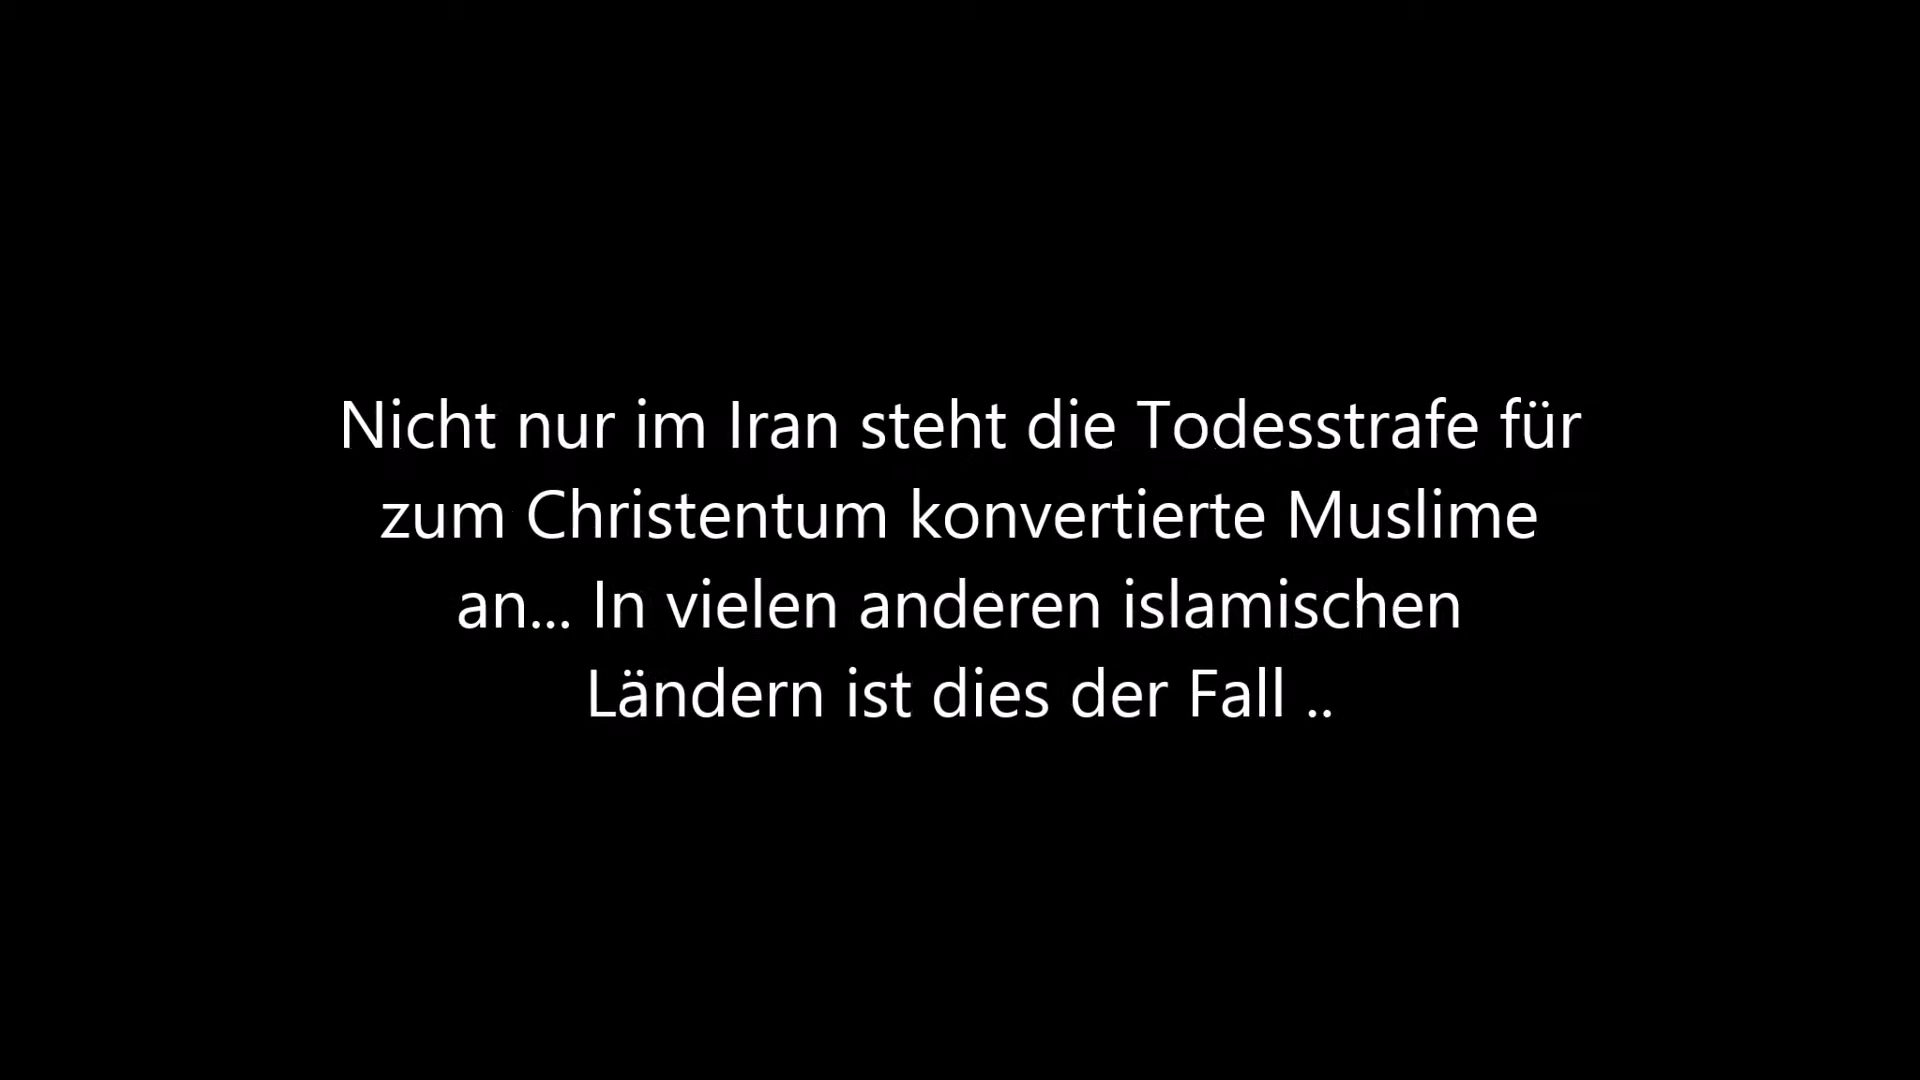 Nicht nur im Iran steht die Todesstrafe für
zum Christentum konvertierte Muslime
an... In vielen anderen islamischen
Ländern ist dies der Fall ..